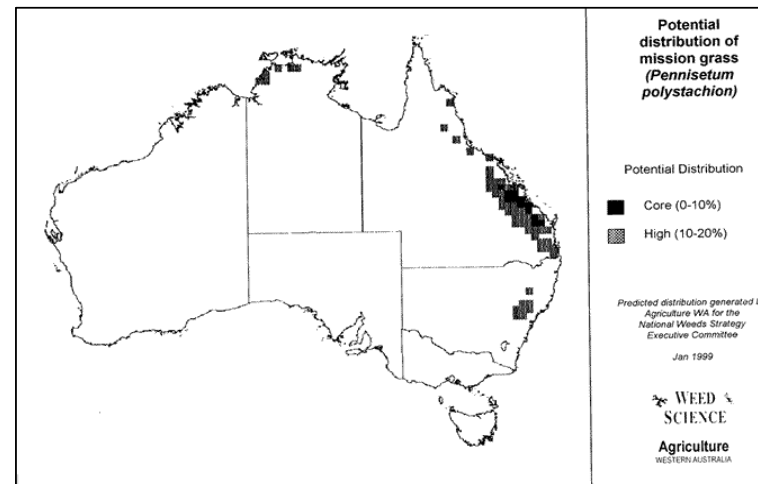 Potential
distribution of
mission grass
(Pennisetum
polystachion)
Potential Distribution
Core (0-10%)
High (10-20%)
Predicted distribution generated
Agriculture WA for the
National Weeds Strategy
Executive Committee
Jan 1999
WEED
SCIENCE
Agriculture
WESTERN AUSTRALIA